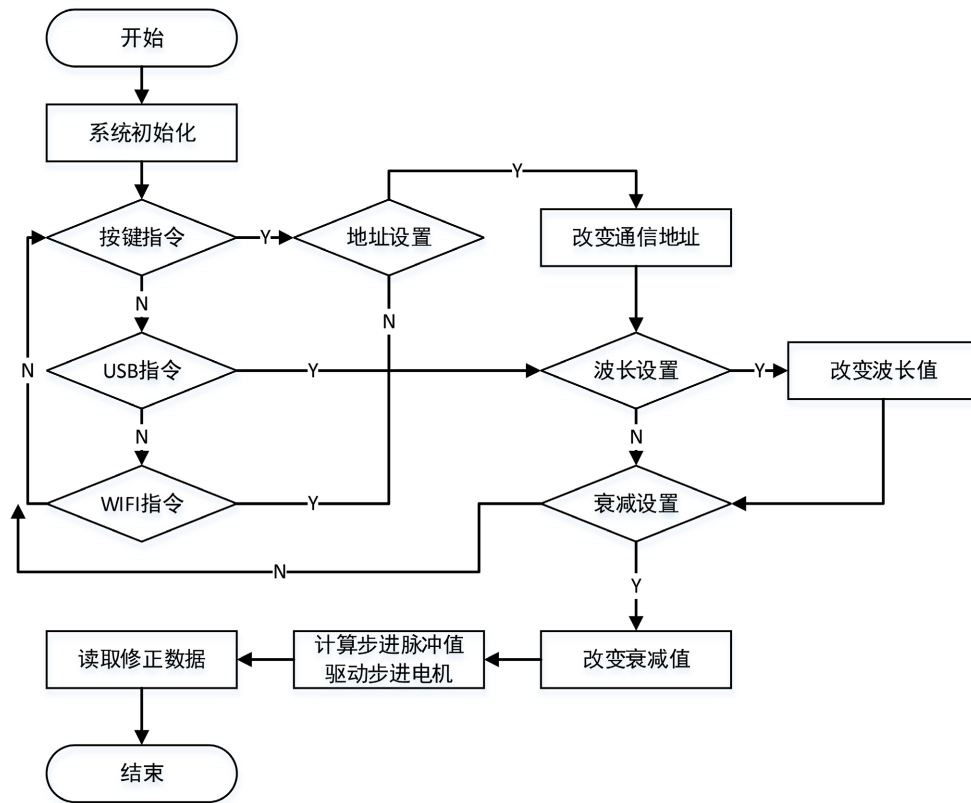 开始
系统初始化
Y
按键指令
Y
地址设置
改变通信地址
N
N
USB指令
Y
波长设置
Y
改变波长值
N
N
N
WIFI指令
Y
衰减设置
N
Y
读取修正数据
计算步进脉冲值
驱动步进电机
改变衰减值
结束